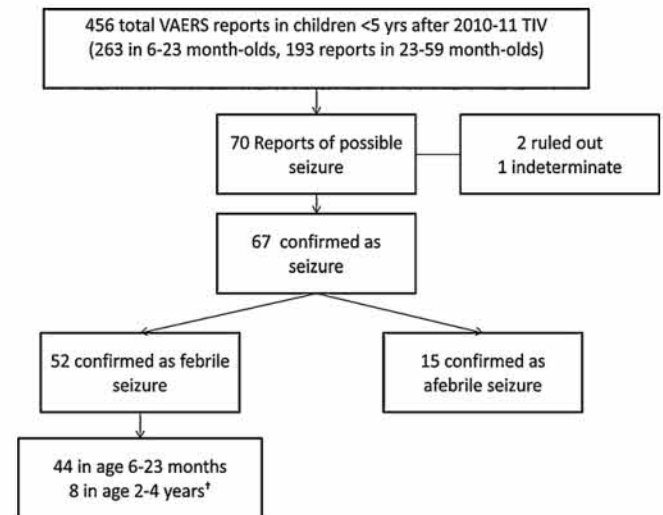 456 total VAERS reports in children <5 yrs after 2010-11 TIV
(263 in 6-23 month-olds, 193 reports in 23-59 month-olds)
70 Reports of possible
seizure
2 ruled out
1 indeterminate
67 confirmed as
seizure
52 confirmed as febrile
seizure
15 confirmed as
afebrile seizure
44 in age 6-23 months
8 in age 2-4 years†